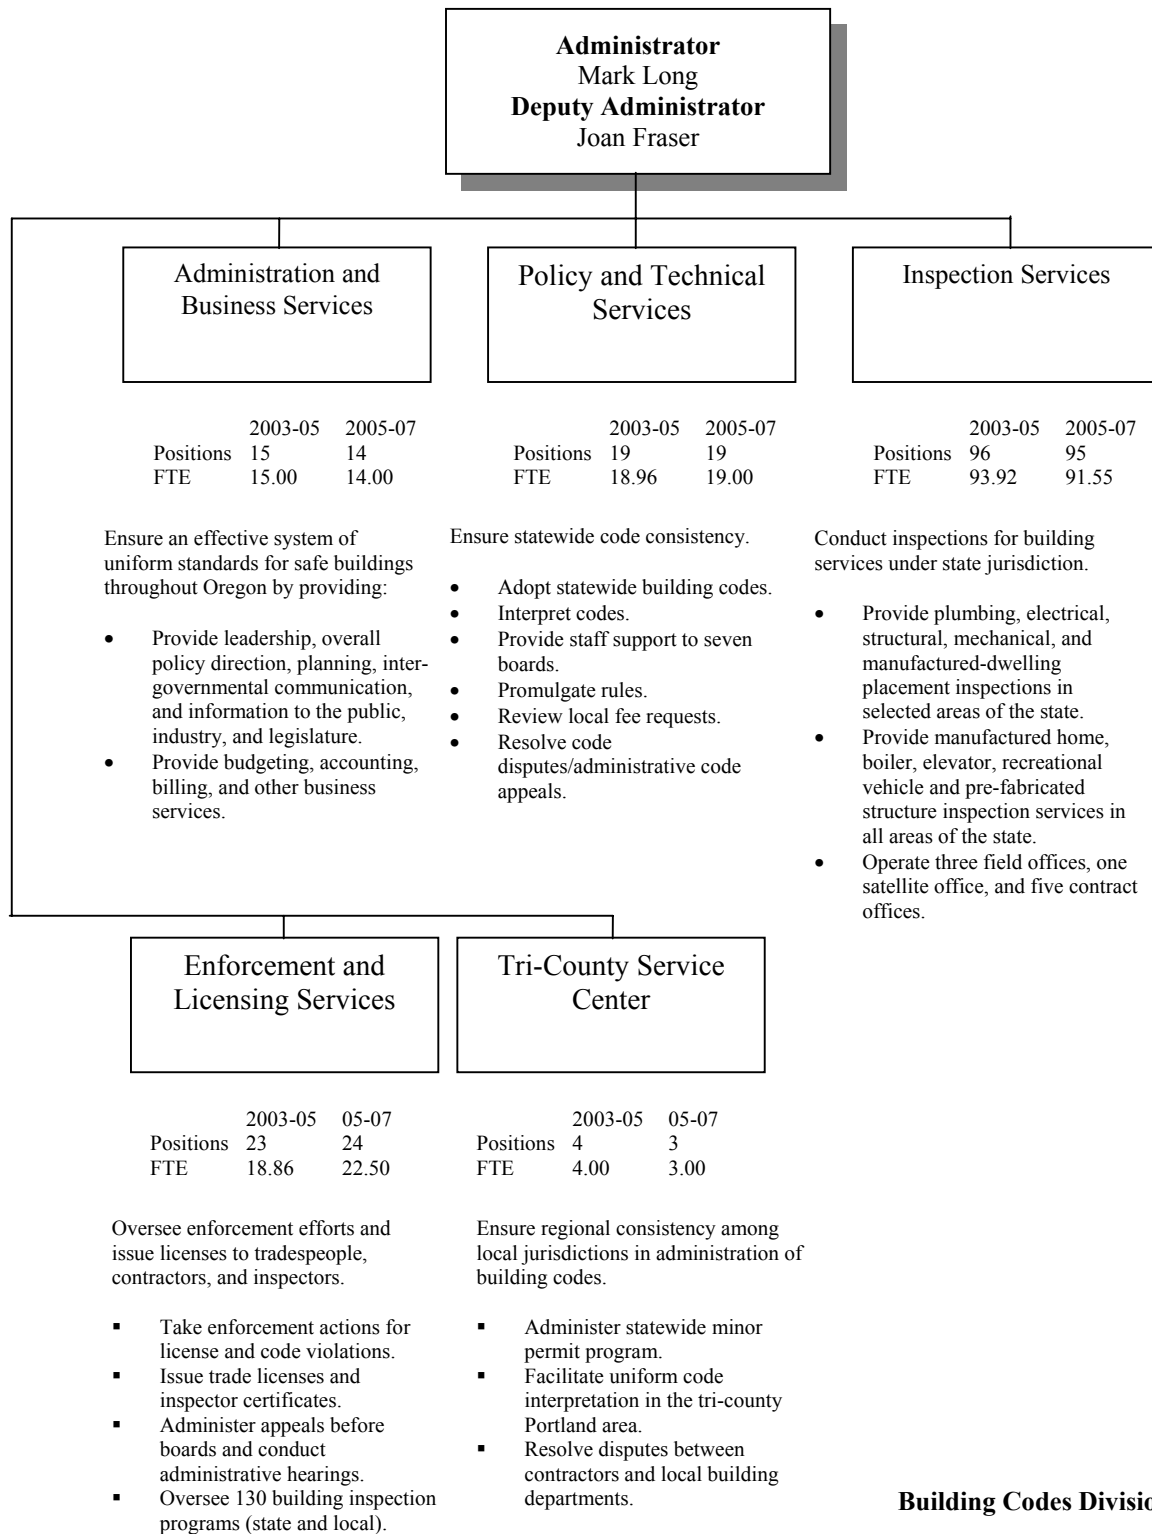 Administrator
Mark Long
Deputy Administrator
Joan Fraser
Administration and
Business Services
2003-05 2005-07
Positions 15 14
FTE 15.00 14.00
Ensure an effective system of
uniform standards for safe buildings
throughout Oregon by providing:
• Provide leadership, overall
policy direction, planning, inter-
governmental communication,
and information to the public,
industry, and legislature.
• Provide budgeting, accounting,
billing, and other business
services.
Policy and Technical
Services
2003-05 2005-07
Positions 19 19
FTE 18.96 19.00
Ensure statewide code consistency.
• Adopt statewide building codes.
• Interpret codes.
• Provide staff support to seven
boards.
• Promulgate rules.
• Review local fee requests.
• Resolve code
disputes/administrative code
appeals.
Inspection Services
2003-05 2005-07
Positions 96 95
FTE 93.92 91.55
Conduct inspections for building
services under state jurisdiction.
• Provide plumbing, electrical,
structural, mechanical, and
manufactured-dwelling
placement inspections in
selected areas of the state.
• Provide manufactured home,
boiler, elevator, recreational
vehicle and pre-fabricated
structure inspection services in
all areas of the state.
• Operate three field offices, one
satellite office, and five contract
offices.
Enforcement and
Licensing Services
2003-05 05-07
Positions 23 24
FTE 18.86 22.50
Oversee enforcement efforts and
issue licenses to tradespeople,
contractors, and inspectors.
▪ Take enforcement actions for
license and code violations.
▪ Issue trade licenses and
inspector certificates.
▪ Administer appeals before
boards and conduct
administrative hearings.
▪ Oversee 130 building inspection
programs (state and local).
Tri-County Service
Center
2003-05 05-07
Positions 4 3
FTE 4.00 3.00
Ensure regional consistency among
local jurisdictions in administration of
building codes.
▪ Administer statewide minor
permit program.
▪ Facilitate uniform code
interpretation in the tri-county
Portland area.
▪ Resolve disputes between
contractors and local building
departments.
Building Codes Divisio